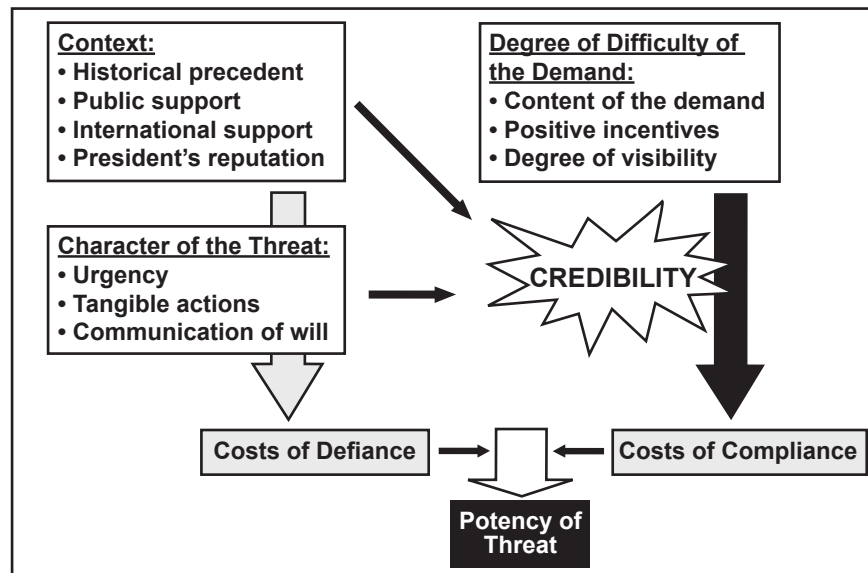 Context:
• Historical precedent
• Public support
• International support
• President’s reputation
Degree of Difficulty of
the Demand:
• Content of the demand
• Positive incentives
• Degree of visibility
Character of the Threat:
• Urgency
• Tangible actions
• Communication of will
CREDIBILITY
Costs of Defiance
Costs of Compliance
Potency of
Threat